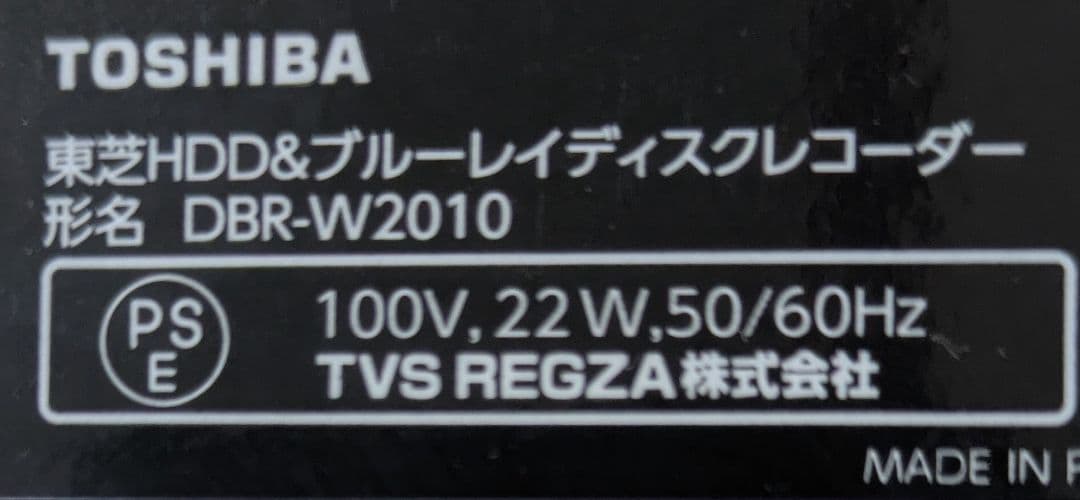 TOSHIBA
東芝HDD&ブルーレイディスクレコーダー
形名 DBR-W2010
PS
E
100V,22W,50/60Hz
TVS REGZA株式会社
MADE IN